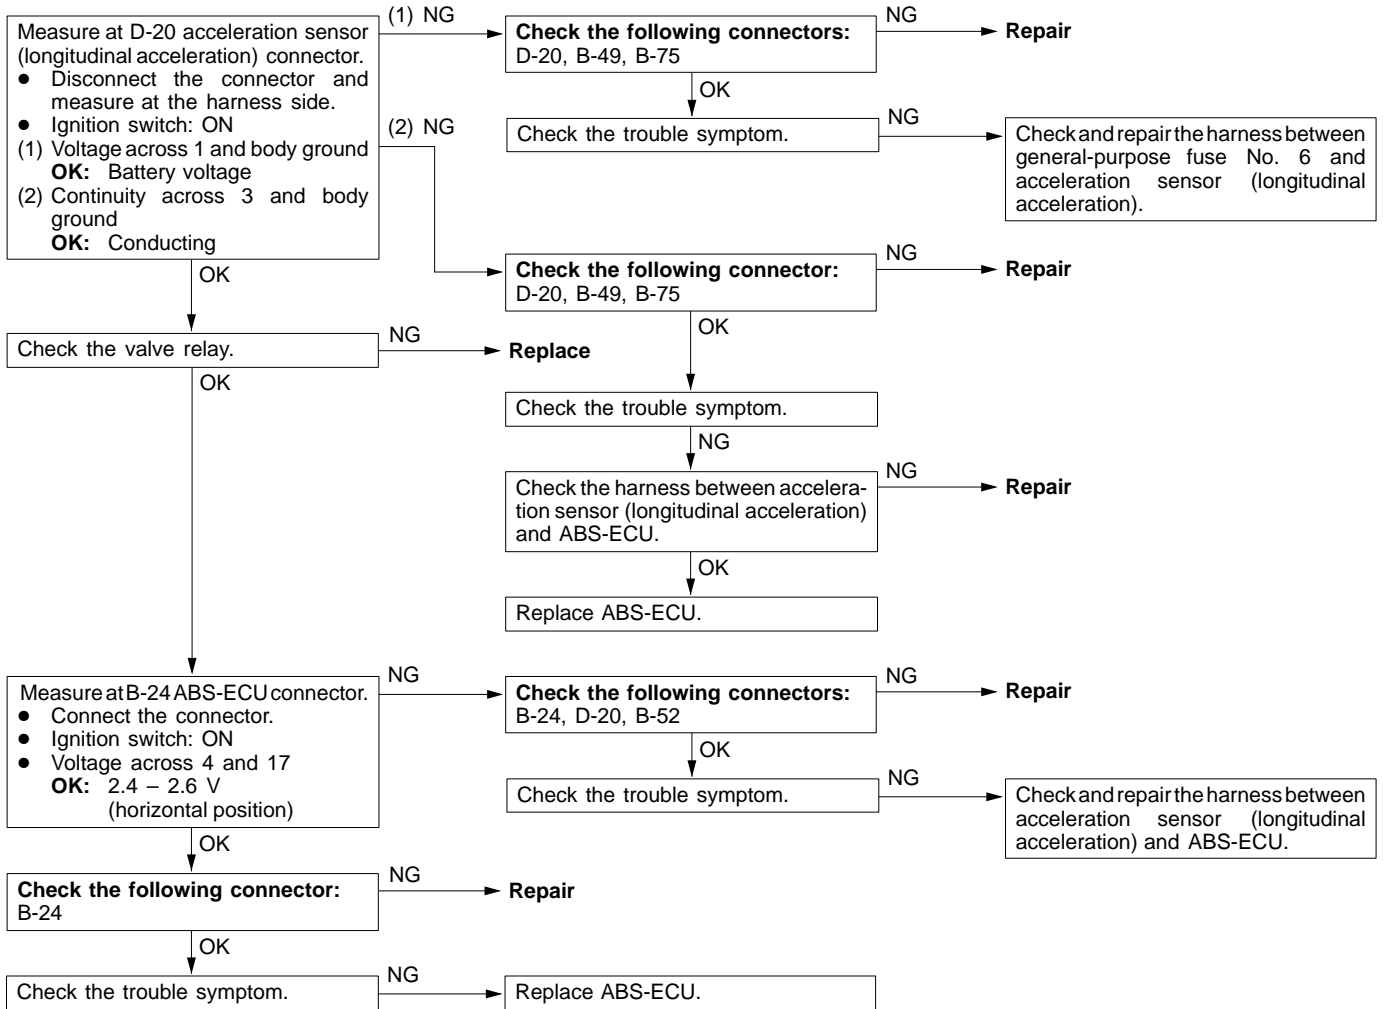 Measure at D-20 acceleration sensor
(longitudinal acceleration) connector.
● Disconnect the connector and
measure at the harness side.
● Ignition switch: ON
(1) Voltage across 1 and body ground
OK: Battery voltage
(2) Continuity across 3 and body
ground
OK: Conducting
(1) NG
Check the following connectors:
D-20, B-49, B-75
NG
Repair
OK
Check the trouble symptom.
NG
Check and repair the harness between
general-purpose fuse No. 6 and
acceleration sensor (longitudinal
acceleration).
(2) NG
Check the following connector:
D-20, B-49, B-75
NG
Repair
OK
Check the trouble symptom.
NG
Check the harness between accelera-
tion sensor (longitudinal acceleration)
and ABS-ECU.
NG
Repair
OK
Replace ABS-ECU.
OK
Check the valve relay.
NG
Replace
OK
Measure at B-24 ABS-ECU connector.
● Connect the connector.
● Ignition switch: ON
● Voltage across 4 and 17
OK: 2.4 – 2.6 V
(horizontal position)
NG
Check the following connectors:
B-24, D-20, B-52
NG
Repair
OK
Check the trouble symptom.
NG
Check and repair the harness between
acceleration sensor (longitudinal
acceleration) and ABS-ECU.
OK
Check the following connector:
B-24
NG
Repair
OK
Check the trouble symptom.
NG
Replace ABS-ECU.